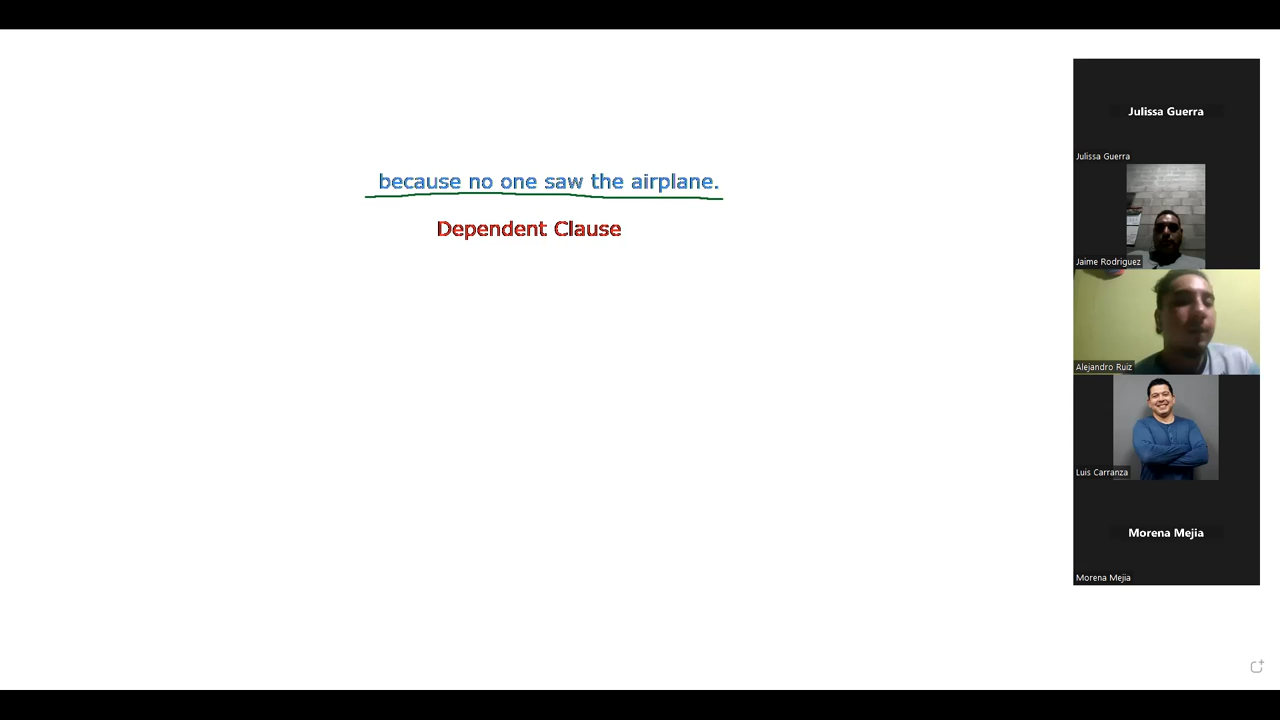 because no one saw the airplane.
Dependent Clause
Julissa Guerra
Julissa Guerra
Jaime Rodriguez
Alejandro Ruiz
Luis Carranza
Morena Mejia
Morena Mejia